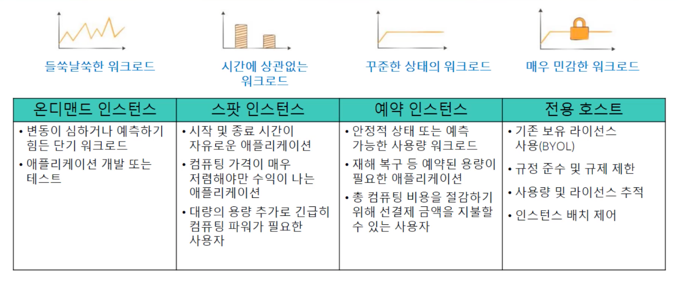 들쑥날쑥한 워크로드
시간에 상관없는
워크로드
꾸준한 상태의 워크로드
매우 민감한 워크로드
온디맨드 인스턴스
• 변동이 심하거나 예측하기
힘든 단기 워크로드
• 애플리케이션 개발 또는
테스트
스팟 인스턴스
• 시작 및 종료 시간이
자유로운 애플리케이션
• 컴퓨팅 가격이 매우
저렴해야만 수익이 나는
애플리케이션
• 대량의 용량 추가로 긴급히
컴퓨팅 파워가 필요한
사용자
예약 인스턴스
• 안정적 상태 또는 예측
가능한 사용량 워크로드
• 재해 복구 등 예약된 용량이
필요한 애플리케이션
• 총 컴퓨팅 비용을 절감하기
위해 선결제 금액을 지불할
수 있는 사용자
전용 호스트
• 기존 보유 라이선스
사용(BYOL)
• 규정 준수 및 규제 제한
• 사용량 및 라이선스 추적
• 인스턴스 배치 제어